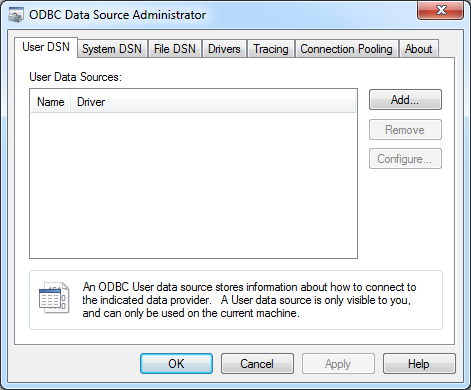 ODBC Data Source Administrator
User DSN System DSN File DSN Drivers Tracing Connection Pooling About
User Data Sources:
Name Driver
Add...
Remove
Configure...
An ODBC User data source stores information about how to connect to
the indicated data provider. A User data source is only visible to you,
and can only be used on the current machine.
OK Cancel Apply Help